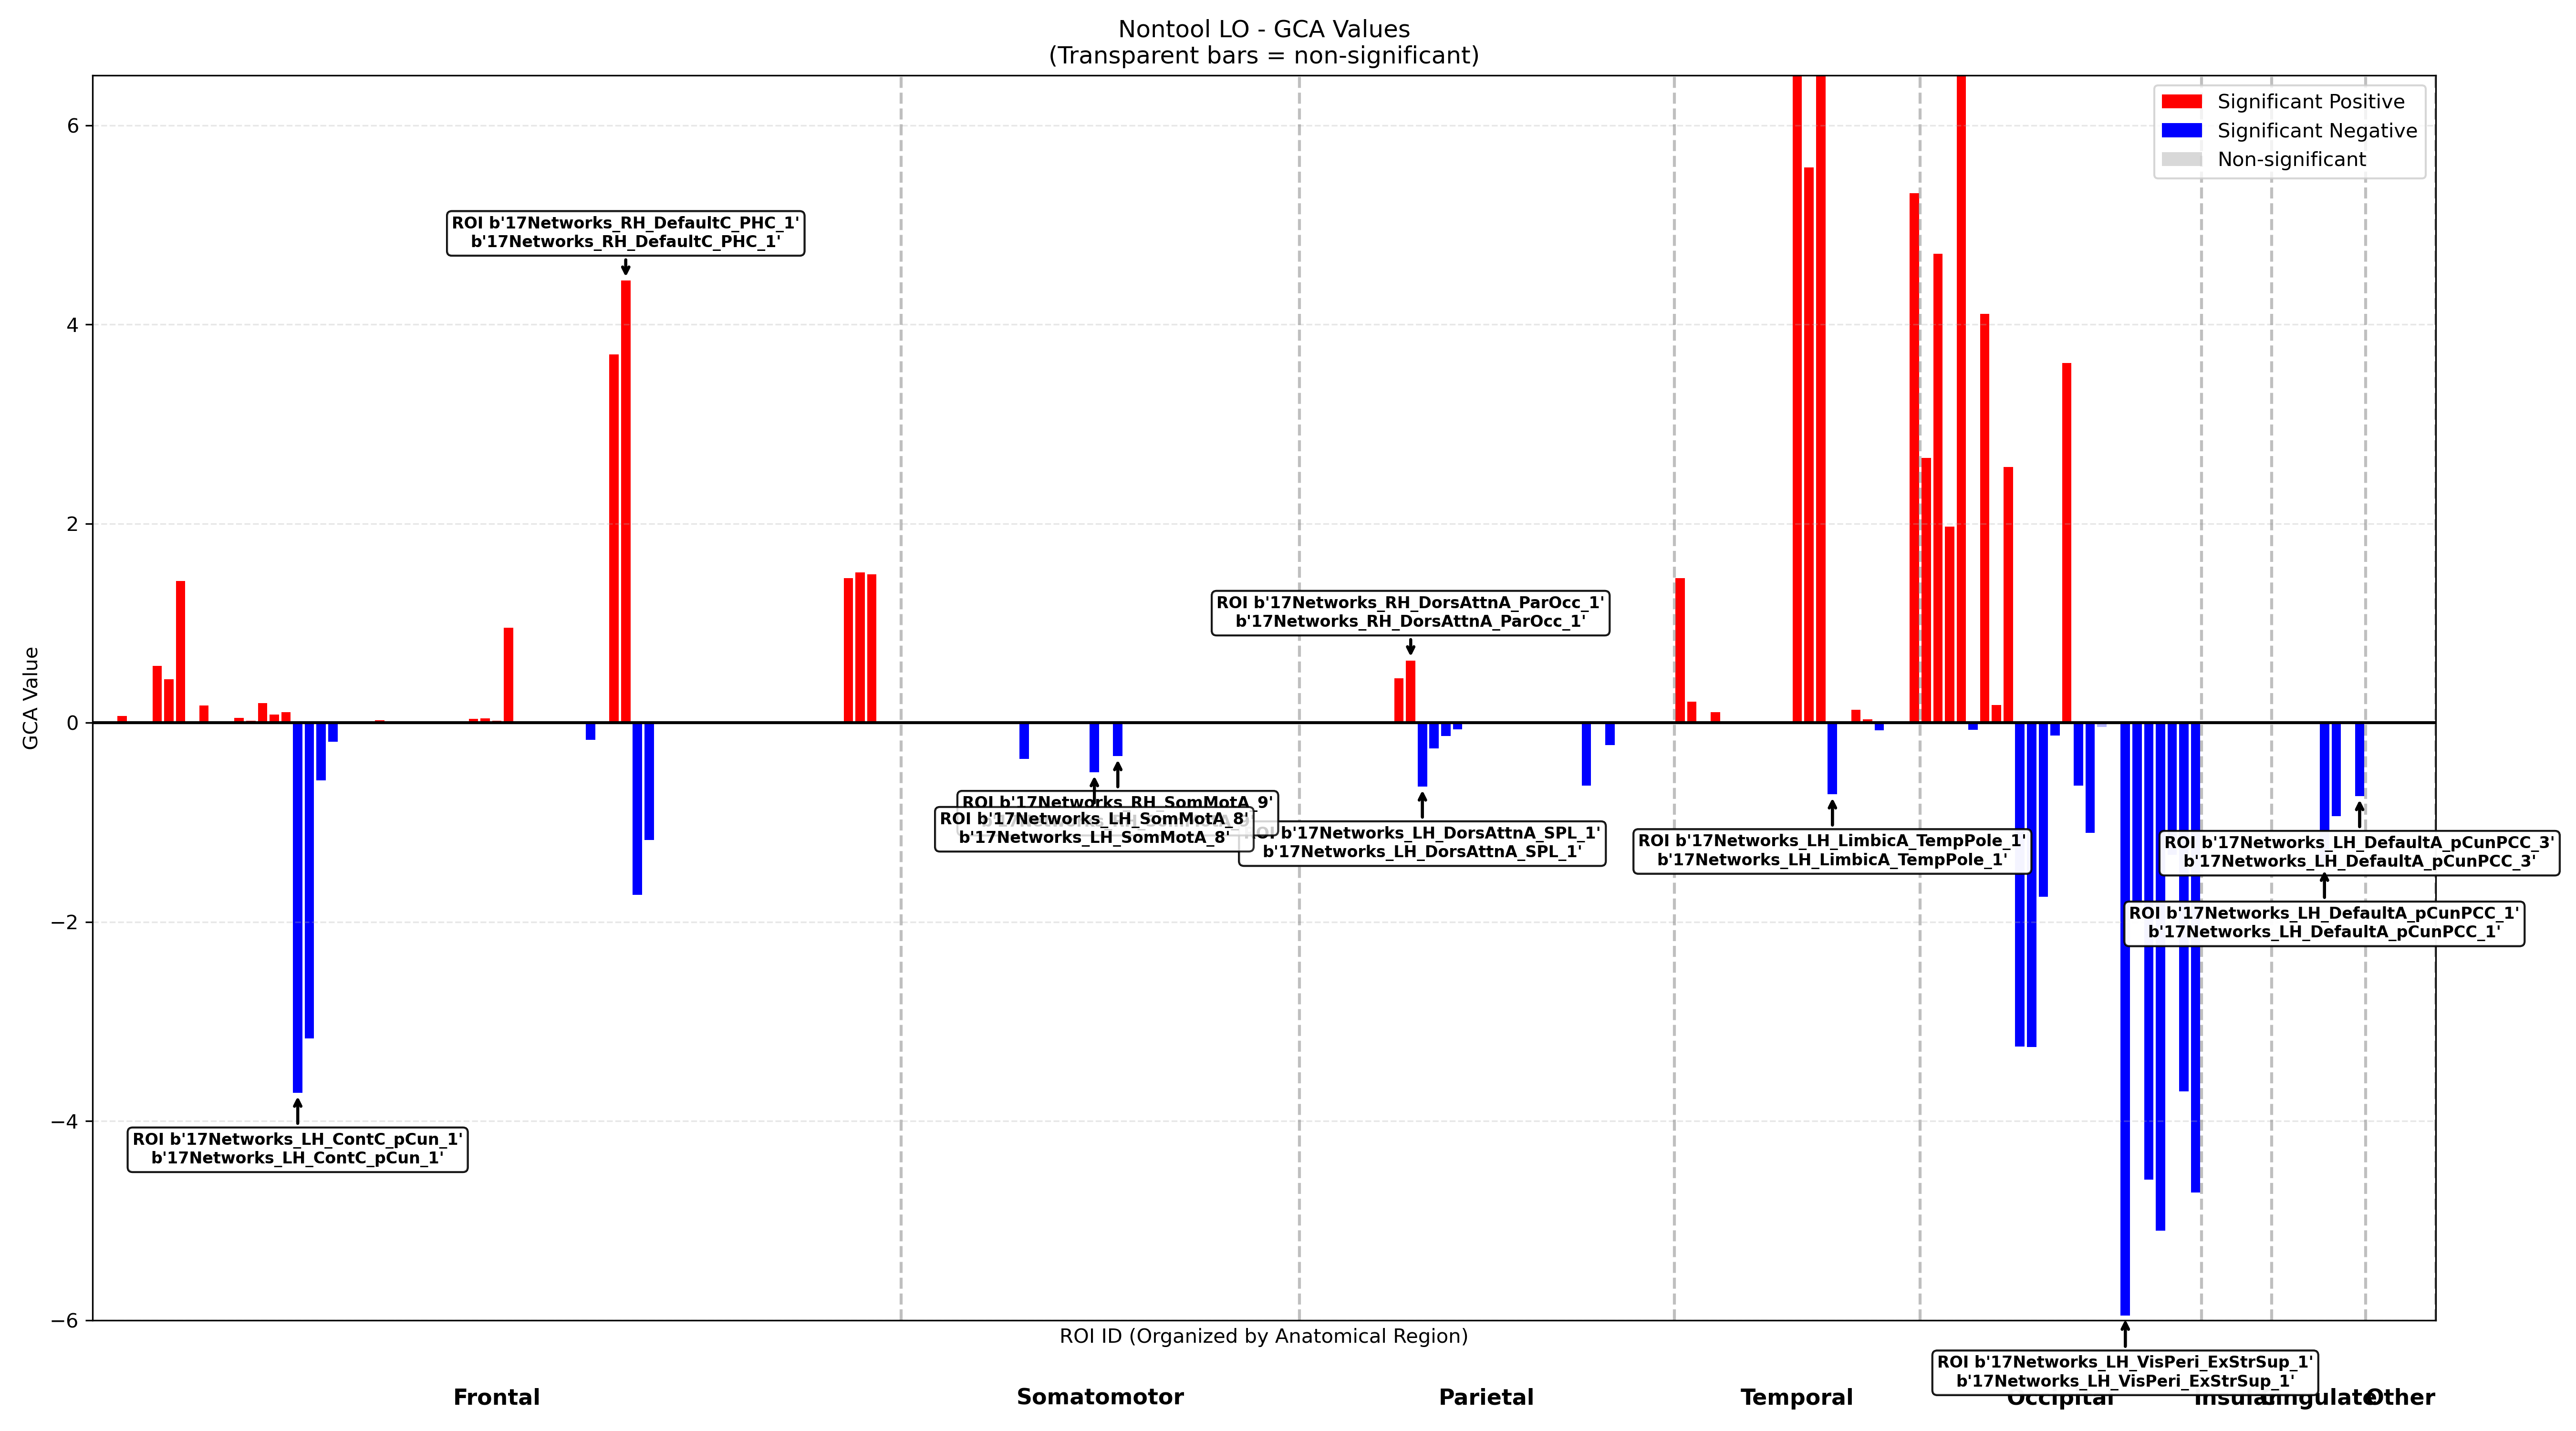 Nontool LO - GCA Values
(Transparent bars = non-significant)
Significant Positive
Significant Negative
Non-significant
GCA Value
6
4
2
0
−2
−4
−6
ROI b'17Networks_RH_DefaultC_PHC_1'
b'17Networks_RH_DefaultC_PHC_1'
ROI b'17Networks_RH_DorsAttnA_ParOcc_1'
b'17Networks_RH_DorsAttnA_ParOcc_1'
ROI b'17Networks_RH_SomMotA_9'
ROI b'17Networks_LH_SomMotA_8'
b'17Networks_LH_SomMotA_8'
b'17Networks_LH_DorsAttnA_SPL_1'
b'17Networks_LH_DorsAttnA_SPL_1'
ROI b'17Networks_LH_LimbicA_TempPole_1'
b'17Networks_LH_LimbicA_TempPole_1'
ROI b'17Networks_LH_DefaultA_pCunPCC_3'
b'17Networks_LH_DefaultA_pCunPCC_3'
ROI b'17Networks_LH_DefaultA_pCunPCC_1'
b'17Networks_LH_DefaultA_pCunPCC_1'
ROI b'17Networks_LH_ContC_pCun_1'
b'17Networks_LH_ContC_pCun_1'
ROI b'17Networks_LH_VisPeri_ExStrSup_1'
b'17Networks_LH_VisPeri_ExStrSup_1'
ROI ID (Organized by Anatomical Region)
Frontal
Somatomotor
Parietal
Temporal
Occipital
Insular
Cingulate
Other